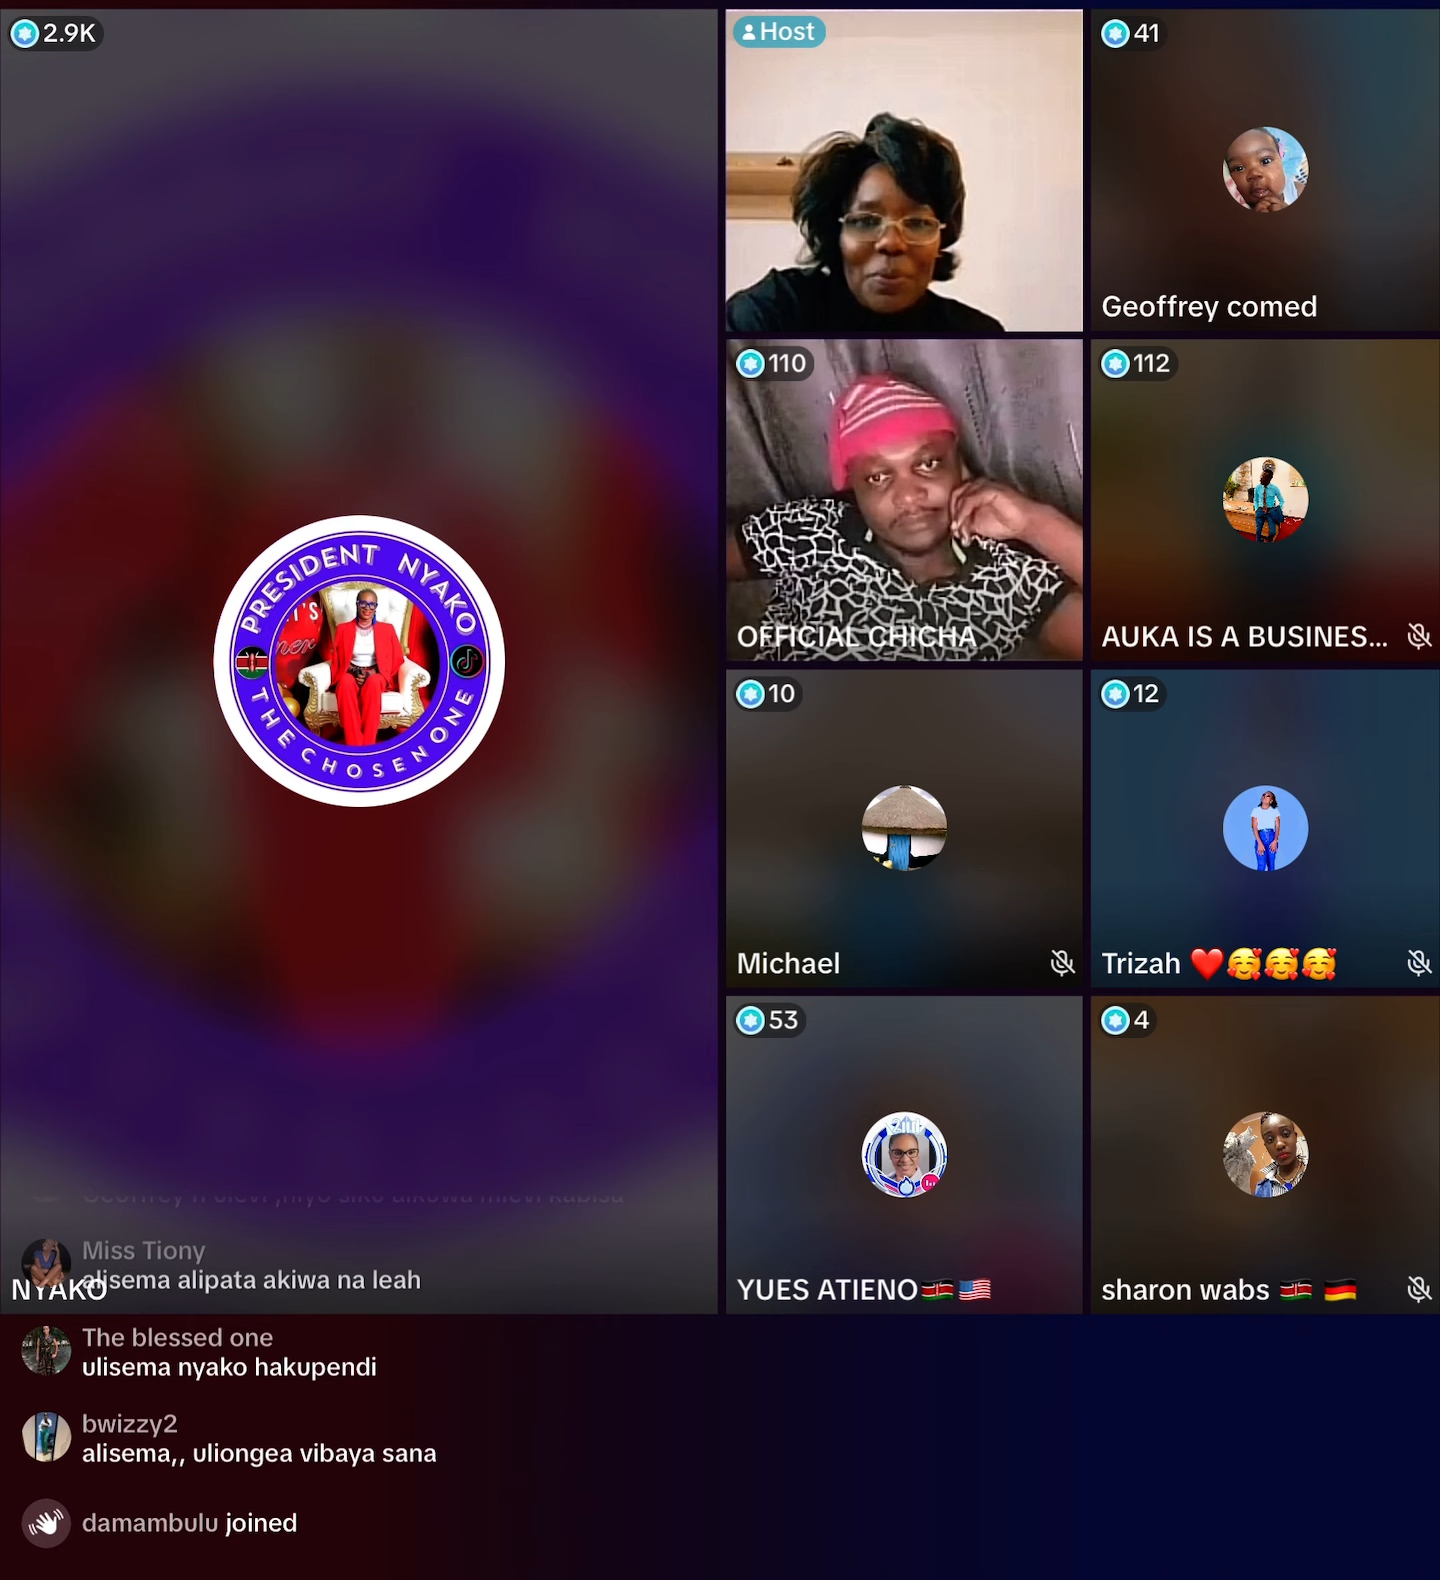 2.9K
Host
41
Geoffrey comed
110
OFFICIAL CHICHA
112
AUKA IS A BUSINES...
PRESIDENT NYAKO
THE CHOSEN ONE
10
Michael
12
Trizah ❤️🥰🥰🥰
53
YUES ATIENO🇰🇪🇺🇸
4
sharon wabs 🇰🇪 🇩🇪
NYAKO
Miss Tiony
alisema alipata akiwa na leah
The blessed one
ulisema nyako hakupendi
bwizzy2
alisema,, uliongea vibaya sana
damambulu joined